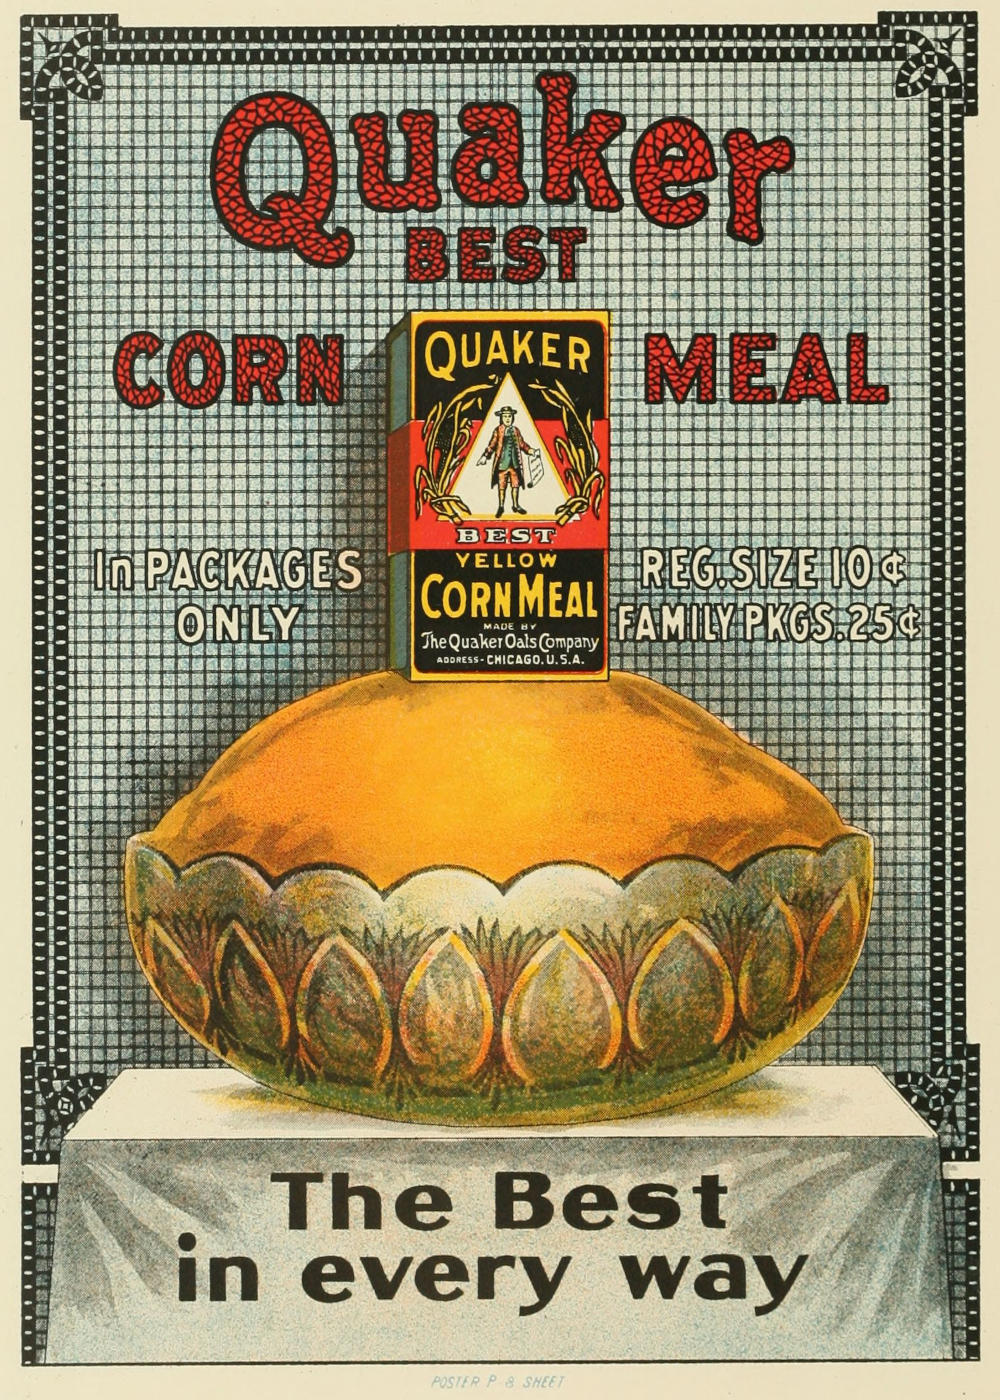 Quaker
BEST
CORN MEAL
QUAKER
BEST
YELLOW
CORN MEAL
MADE BY
The Quaker Oats Company
ADDRESS - CHICAGO. U.S.A.
In PACKAGES
ONLY
REG. SIZE 10¢
FAMILY PKGS. 25¢
The Best
in every way
POSTER P 8 SHEET